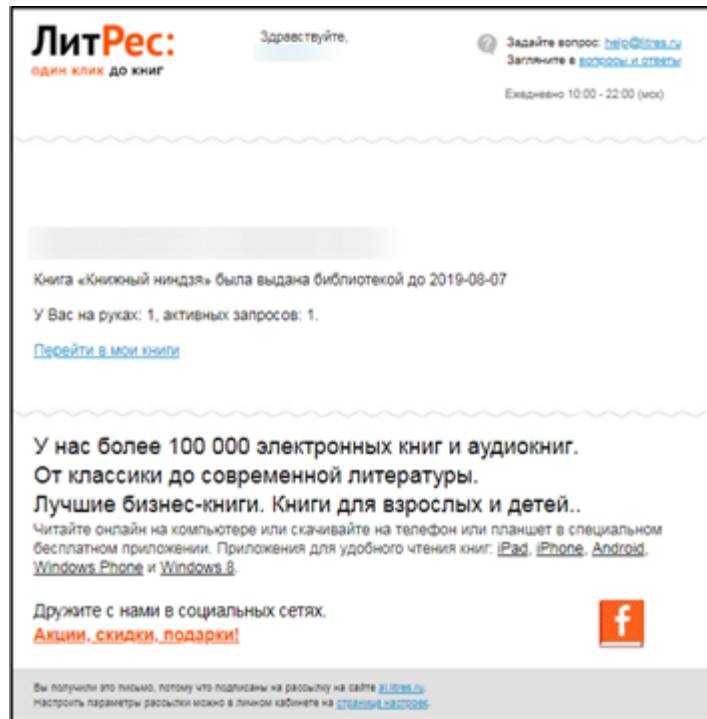 ЛитРес:
один клик до книг
Здравствуйте,
Задайте вопрос: help@litres.ru
Загляните в вопросы и ответы
Ежедневно 10:00 - 22:00 (мск)
Книга «Книжный ниндзя» была выдана библиотекой до 2019-08-07
У Вас на руках: 1, активных запросов: 1.
Перейти в мои книги
У нас более 100 000 электронных книг и аудиокниг.
От классики до современной литературы.
Лучшие бизнес-книги. Книги для взрослых и детей..
Читайте онлайн на компьютере или скачивайте на телефон или планшет в специальном
бесплатном приложении. Приложения для удобного чтения книг: iPad, iPhone, Android,
Windows Phone и Windows 8.
Дружите с нами в социальных сетях.
Акции, скидки, подарки!
f
Вы получили это письмо, потому что подписаны на рассылку на сайте al.litres.ru.
Настроить параметры рассылки можно в личном кабинете на странице настроек.